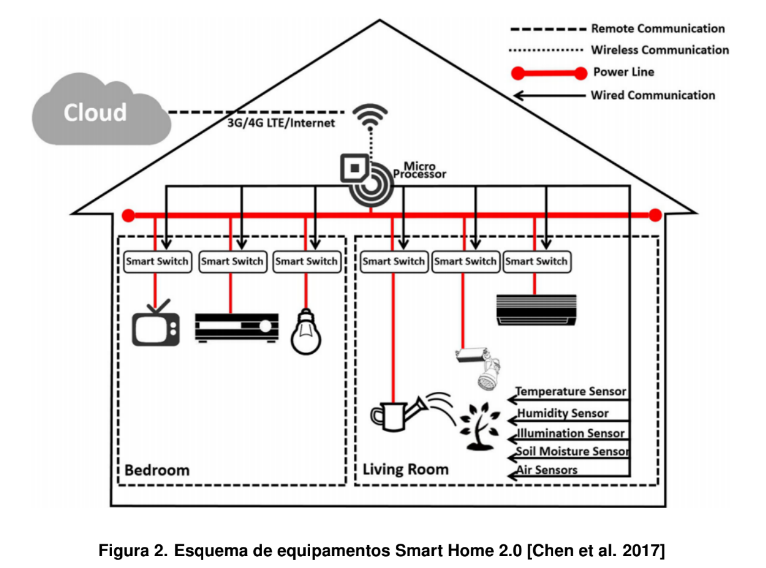 Remote Communication
Wireless Communication
Power Line
Wired Communication
Cloud
3G/4G LTE/Internet
Micro
Processor
Smart Switch
Smart Switch
Smart Switch
Smart Switch
Smart Switch
Smart Switch
Temperature Sensor
Humidity Sensor
Illumination Sensor
Soil Moisture Sensor
Air Sensors
Bedroom
Living Room
Figura 2. Esquema de equipamentos Smart Home 2.0 [Chen et al. 2017]